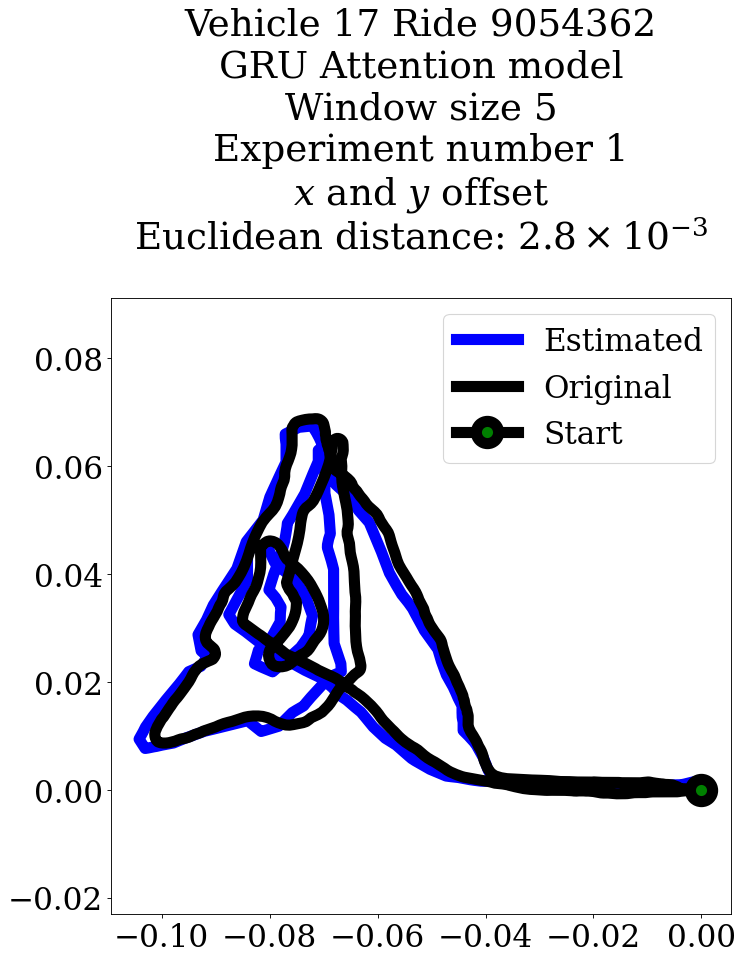 Vehicle 17 Ride 9054362
GRU Attention model
Window size 5
Experiment number 1
x and y offset
Euclidean distance: 2.8 × 10⁻³
Estimated
Original
Start
0.08
0.06
0.04
0.02
0.00
−0.02
−0.10 −0.08 −0.06 −0.04 −0.02 0.00